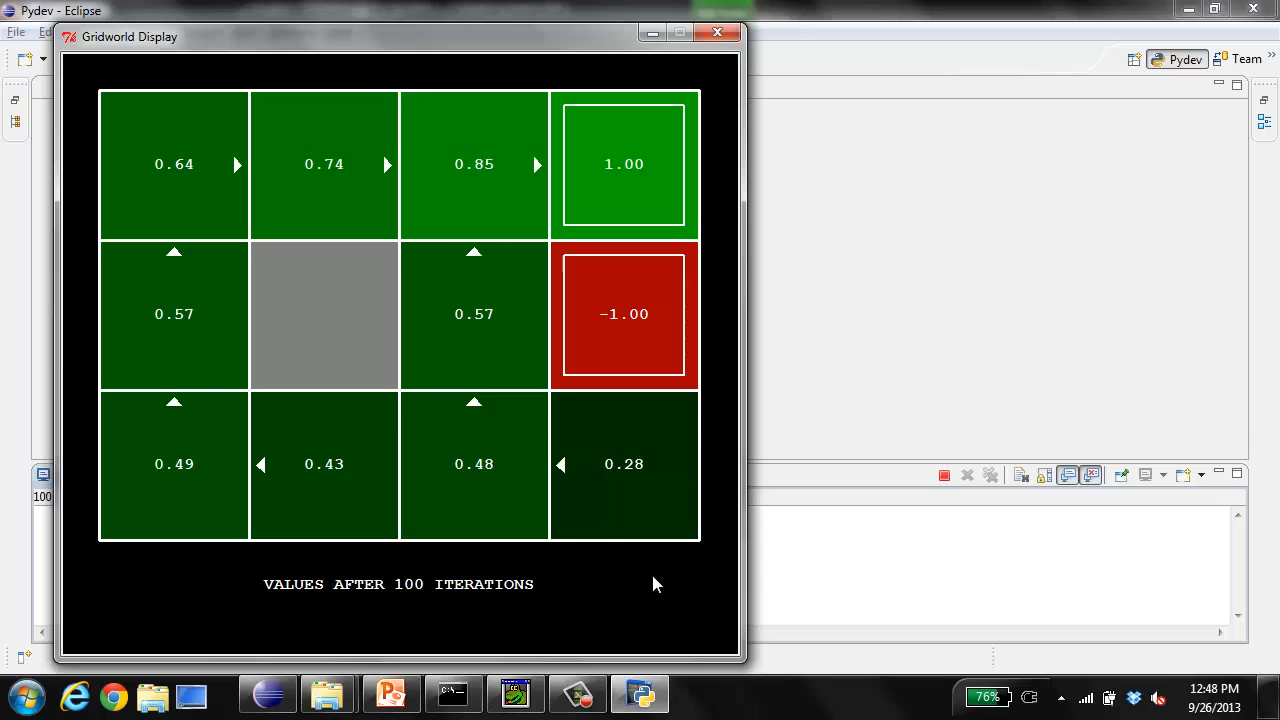 Pydev - Eclipse
File
Gridworld Display
Pydev
Team
0.64 0.74 0.85 1.00
0.57 0.57 -1.00
0.49 0.43 0.48 0.28
VALUES AFTER 100 ITERATIONS
100
76%
12:48 PM
9/26/2013